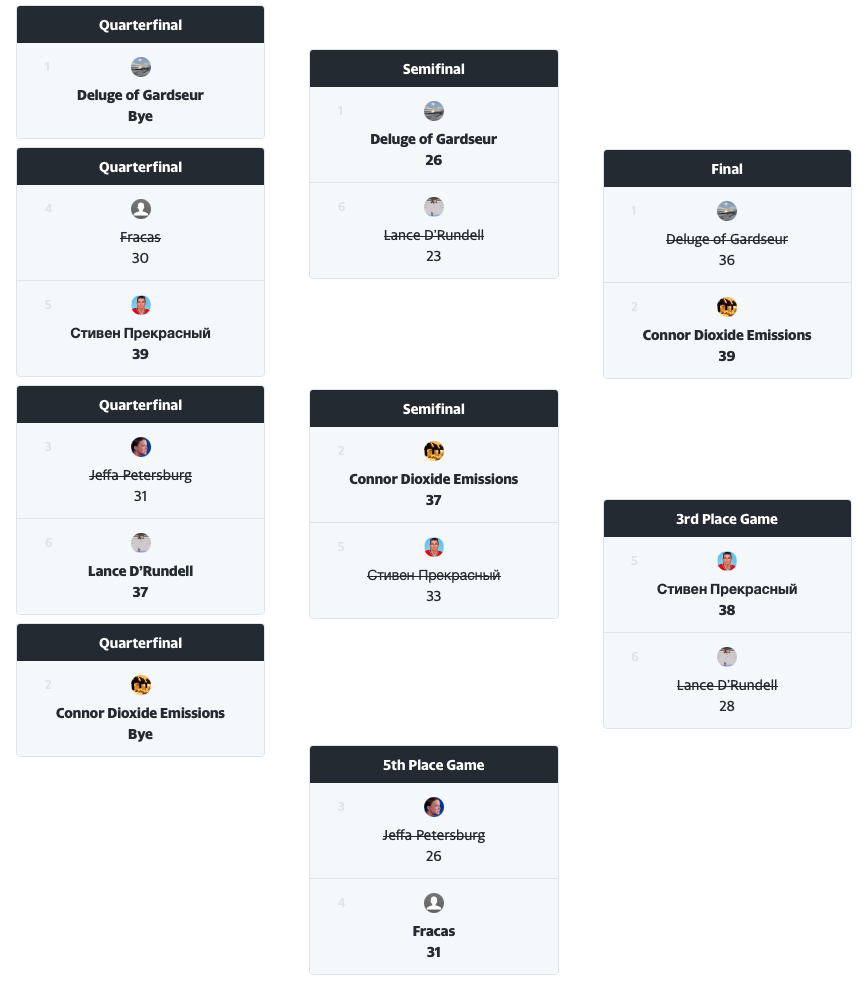 Quarterfinal
1
Deluge of Gardseur
Bye
Quarterfinal
4
Fracas
30
5
Стивен Прекрасный
39
Quarterfinal
3
Jeffa Petersburg
31
6
Lance D'Rundell
37
Quarterfinal
2
Connor Dioxide Emissions
Bye
Semifinal
1
Deluge of Gardseur
26
6
Lance D'Rundell
23
Semifinal
2
Connor Dioxide Emissions
37
5
Стивен Прекрасный
33
5th Place Game
3
Jeffa Petersburg
26
4
Fracas
31
Final
1
Deluge of Gardseur
36
2
Connor Dioxide Emissions
39
3rd Place Game
5
Стивен Прекрасный
38
6
Lance D'Rundell
28